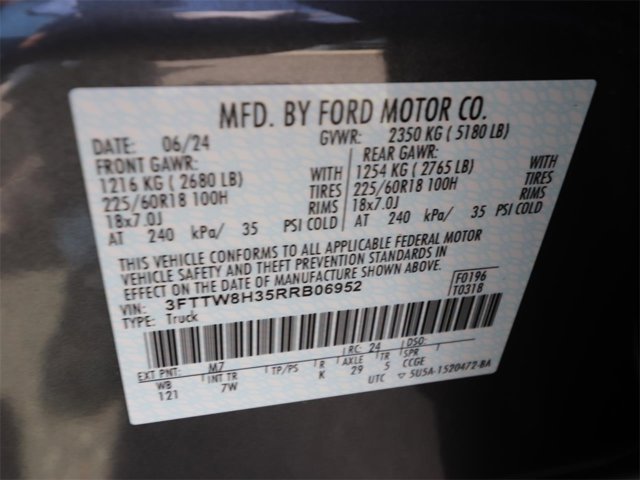 MFD. BY FORD MOTOR CO.
DATE: 06/24 GVWR: 2350 KG ( 5180 LB)
FRONT GAWR: REAR GAWR:
1216 KG ( 2680 LB) WITH 1254 KG ( 2765 LB) WITH
225/60R18 100H TIRES 225/60R18 100H TIRES
18x7.0J RIMS 18x7.0J RIMS
AT 240 kPa/ 35 PSI COLD AT 240 kPa/ 35 PSI COLD
THIS VEHICLE CONFORMS TO ALL APPLICABLE FEDERAL MOTOR
VEHICLE SAFETY AND THEFT PREVENTION STANDARDS IN
EFFECT ON THE DATE OF MANUFACTURE SHOWN ABOVE. F0196
VIN: 3FTTW8H35RRB06952 T0318
TYPE: Truck
EXT PNT: M7 RC: 24 DSO:
WB INT TR TP/PS R AXLE TR SPR
121 7W K 29 5 CCGE
UTC ▽ 5U5A-1520472-BA